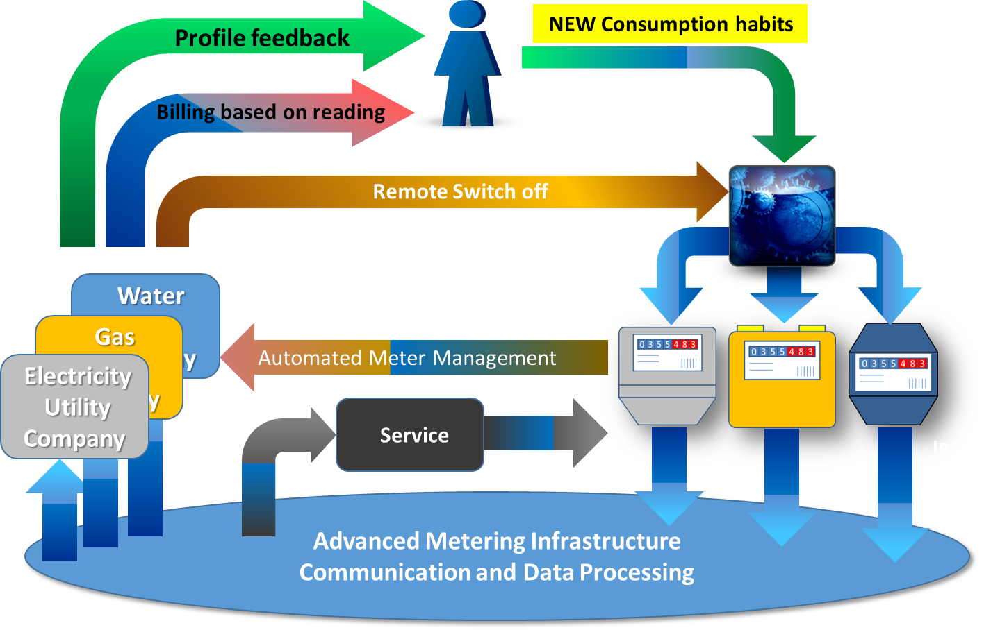 Profile feedback
NEW Consumption habits
Billing based on reading
Remote Switch off
Water
Gas
Electricity
Utility
Company
Automated Meter Management
Service
0355483
0355483
0355483
Advanced Metering Infrastructure
Communication and Data Processing